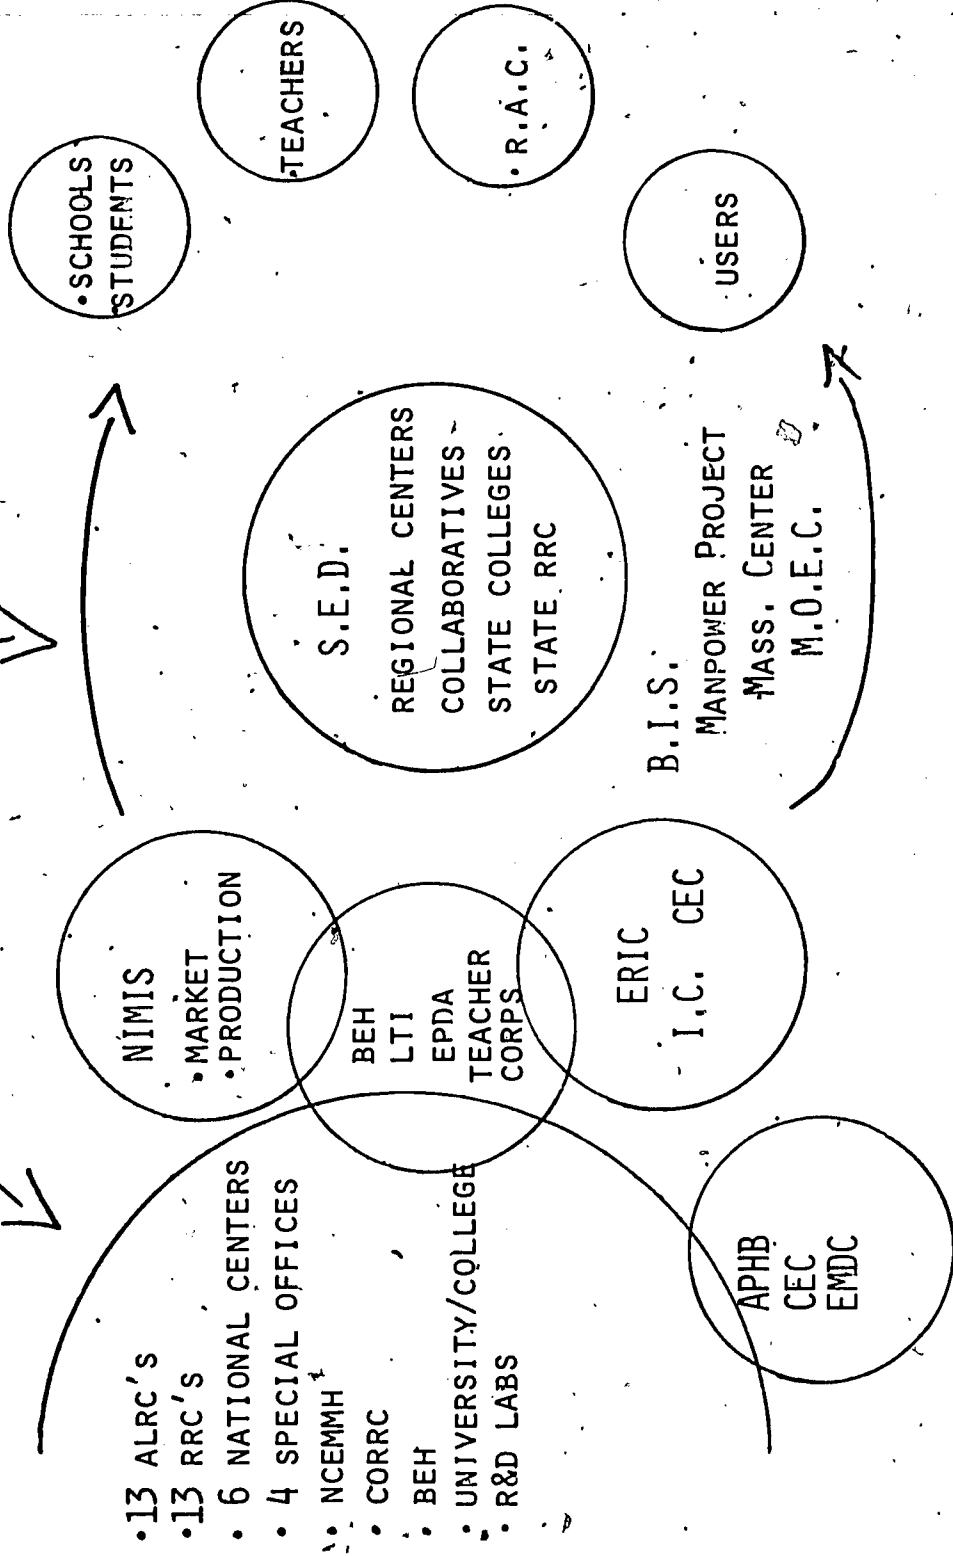 •13 ALRC'S
•13 RRC'S
• 6 NATIONAL CENTERS
• 4 SPECIAL OFFICES
• NCEMMH
• CORRC
• BEH
• UNIVERSITY/COLLEGE
• R&D LABS
APHB
CEC
EMDC
NIMIS
•MARKET
•PRODUCTION
BEH
LTI
EPDA
TEACHER
CORPS
ERIC
I.C. CEC
S.E.D.
REGIONAL CENTERS
COLLABORATIVES
STATE COLLEGES
STATE RRC
B.I.S.
MANPOWER PROJECT
MASS. CENTER
M.O.E.C.
•SCHOOLS
•STUDENTS
•TEACHERS
•R.A.C.
USERS